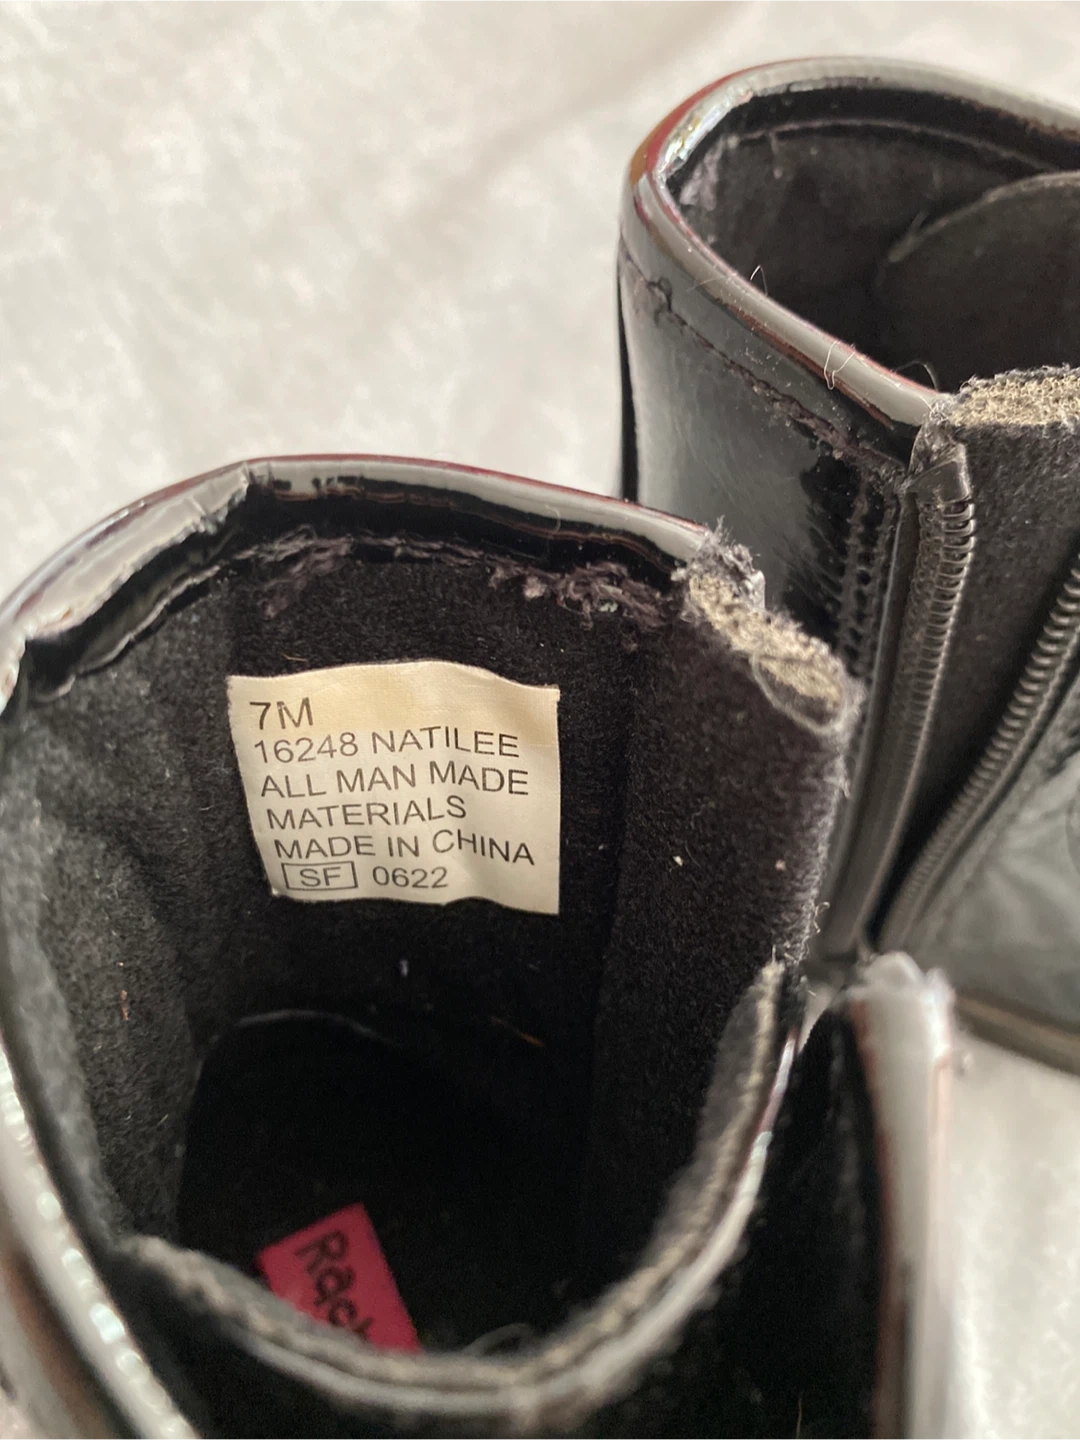 7M
16248 NATILEE
ALL MAN MADE
MATERIALS
MADE IN CHINA
SF 0622